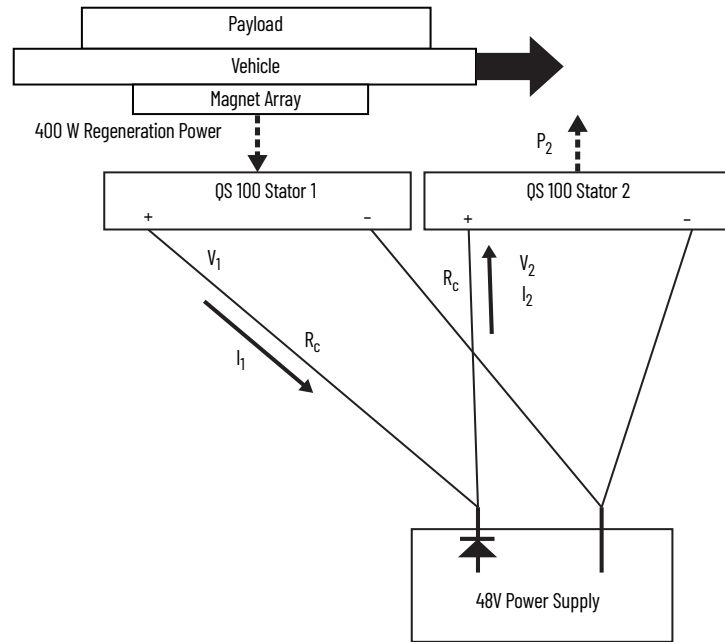 Payload
Vehicle
Magnet Array
400 W Regeneration Power
P2
QS 100 Stator 1
QS 100 Stator 2
+
–
+
–
V1
Rc
V2
I2
Rc
I1
48V Power Supply